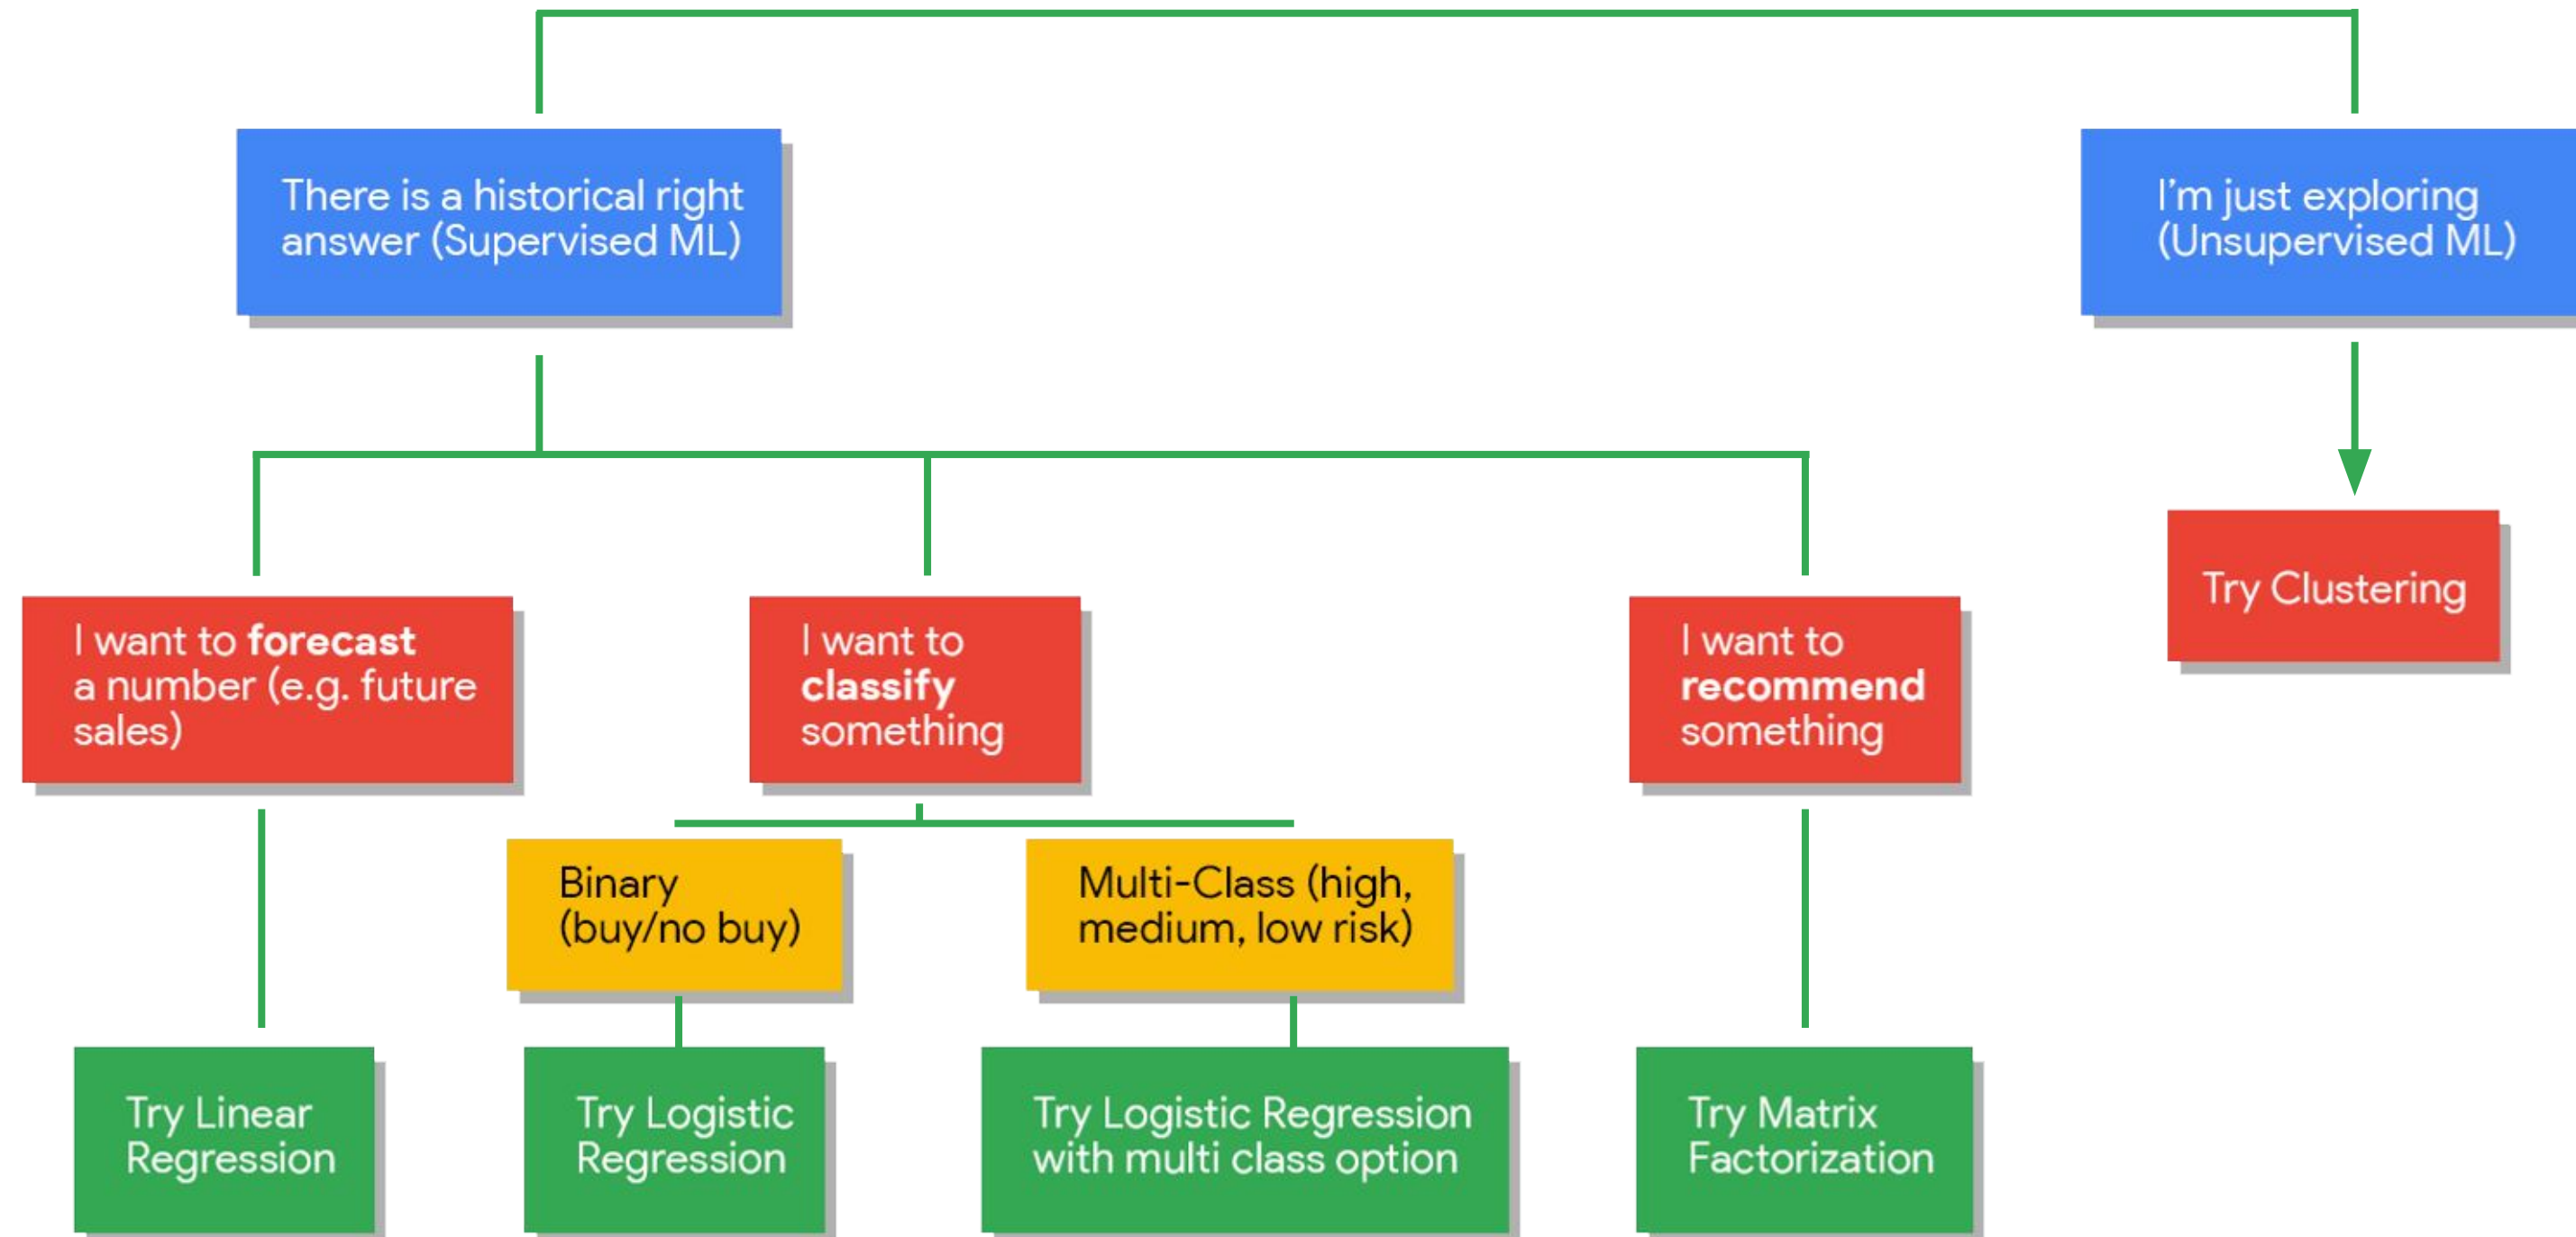 There is a historical right
answer (Supervised ML)
I'm just exploring
(Unsupervised ML)
I want to forecast
a number (e.g. future
sales)
I want to
classify
something
I want to
recommend
something
Try Clustering
Binary
(buy/no buy)
Multi-Class (high,
medium, low risk)
Try Linear
Regression
Try Logistic
Regression
Try Logistic Regression
with multi class option
Try Matrix
Factorization